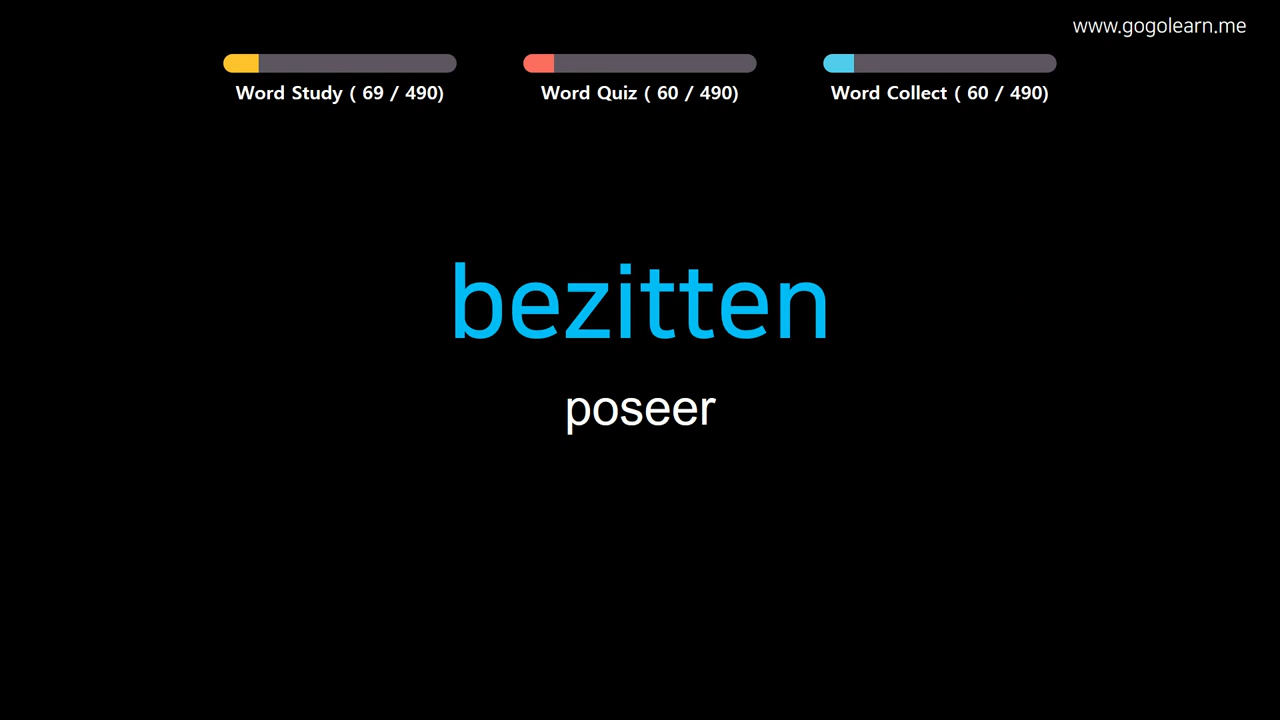 www.gogolearn.me
Word Study ( 69 / 490)
Word Quiz ( 60 / 490)
Word Collect ( 60 / 490)
bezitten
poseer